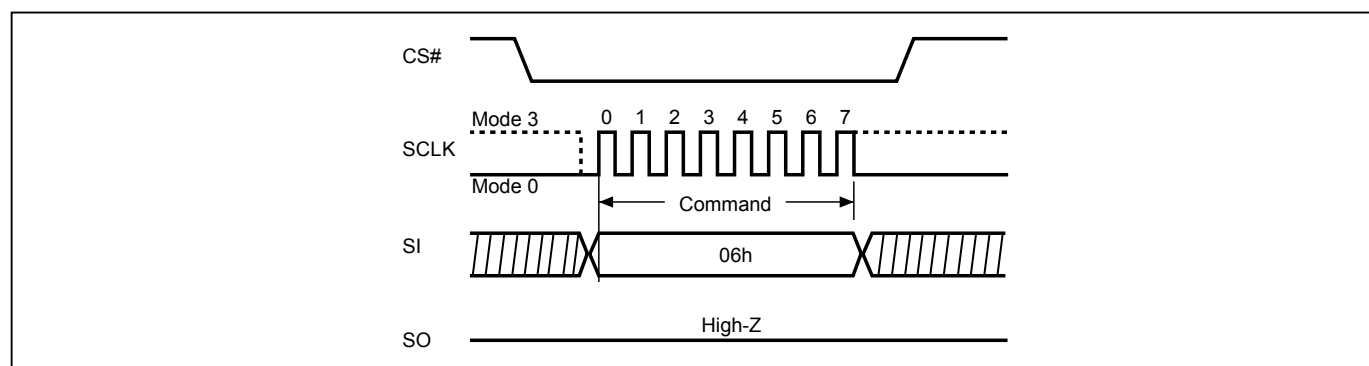 CS#
Mode 3
0 1 2 3 4 5 6 7
SCLK
Mode 0
Command
SI
06h
High-Z
SO